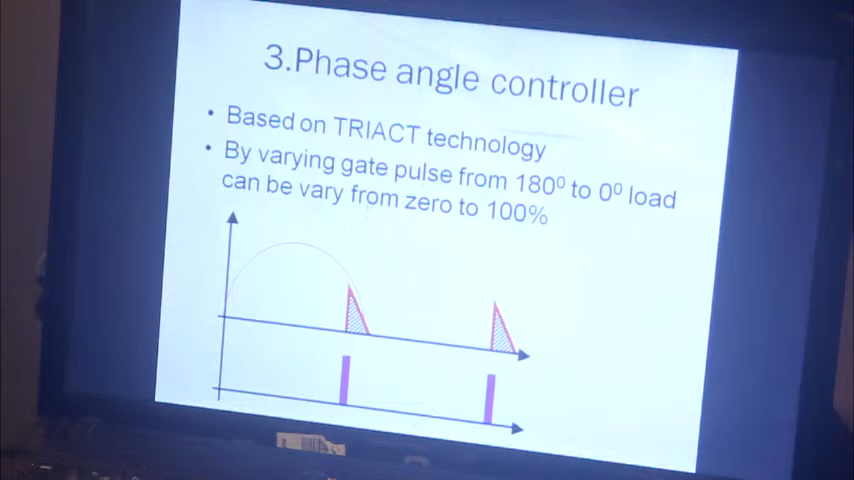 3.Phase angle controller
• Based on TRIACT technology
• By varying gate pulse from 180⁰ to 0⁰ load
can be vary from zero to 100%